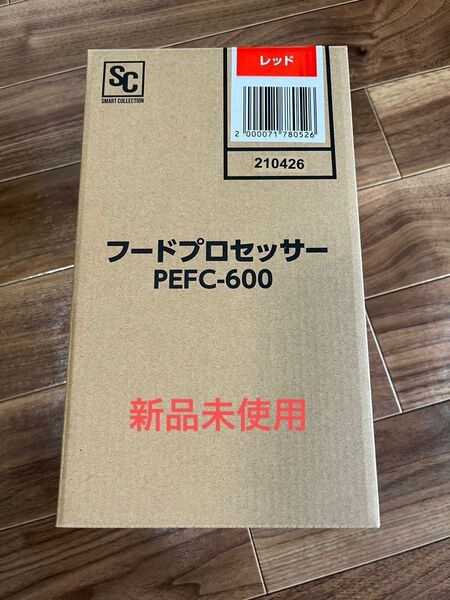 SC
SMART COLLECTION
レッド
2 000071 780526
210426
フードプロセッサー
PEFC-600
新品未使用